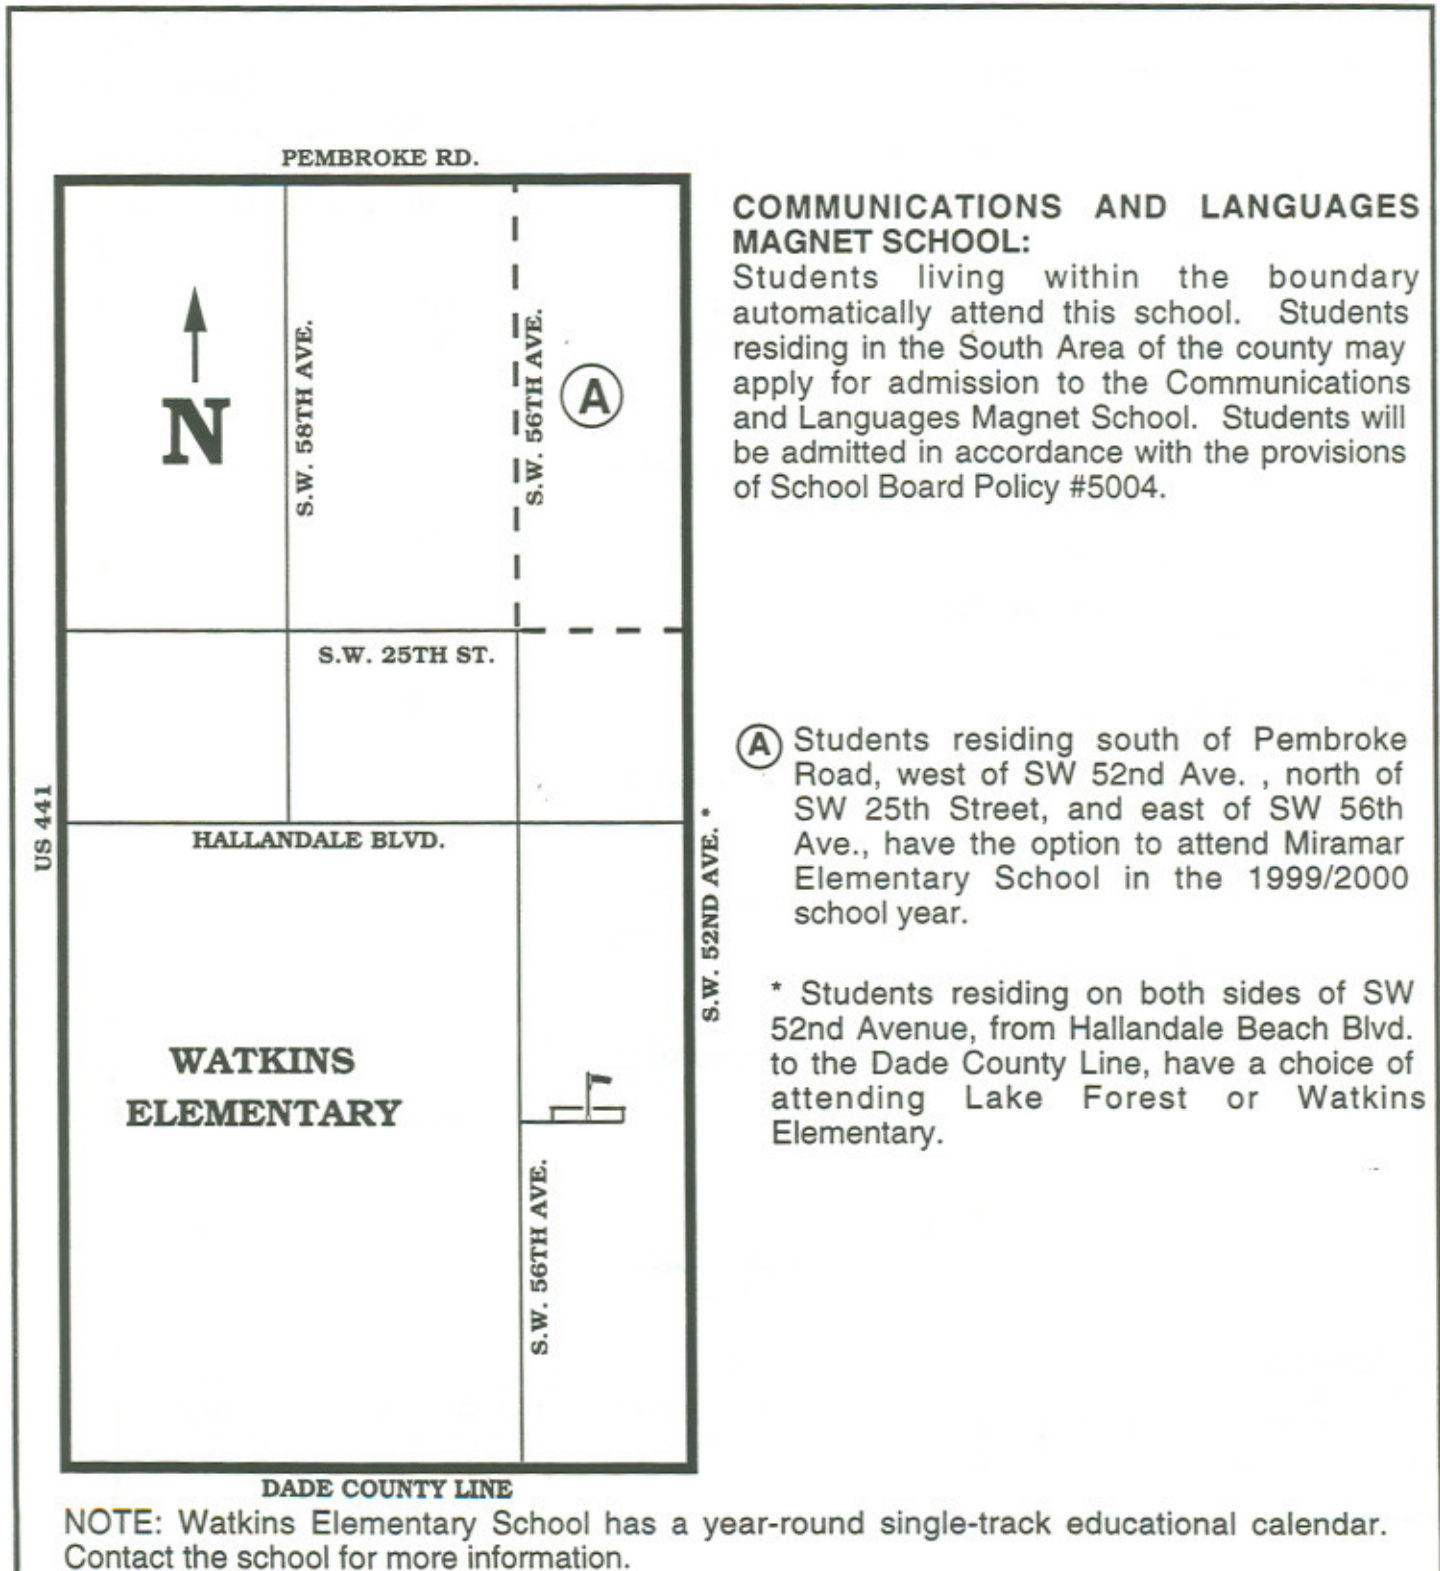 PEMBROKE RD.
COMMUNICATIONS AND LANGUAGES
MAGNET SCHOOL:
Students living within the boundary
automatically attend this school. Students
residing in the South Area of the county may
apply for admission to the Communications
and Languages Magnet School. Students will
be admitted in accordance with the provisions
of School Board Policy #5004.
N
S.W. 58TH AVE.
S.W. 56TH AVE.
A
S.W. 25TH ST.
US 441
HALLANDALE BLVD.
S.W. 52ND AVE. *
A Students residing south of Pembroke
Road, west of SW 52nd Ave. , north of
SW 25th Street, and east of SW 56th
Ave., have the option to attend Miramar
Elementary School in the 1999/2000
school year.
* Students residing on both sides of SW
52nd Avenue, from Hallandale Beach Blvd.
to the Dade County Line, have a choice of
attending Lake Forest or Watkins
Elementary.
WATKINS
ELEMENTARY
S.W. 56TH AVE.
DADE COUNTY LINE
NOTE: Watkins Elementary School has a year-round single-track educational calendar.
Contact the school for more information.